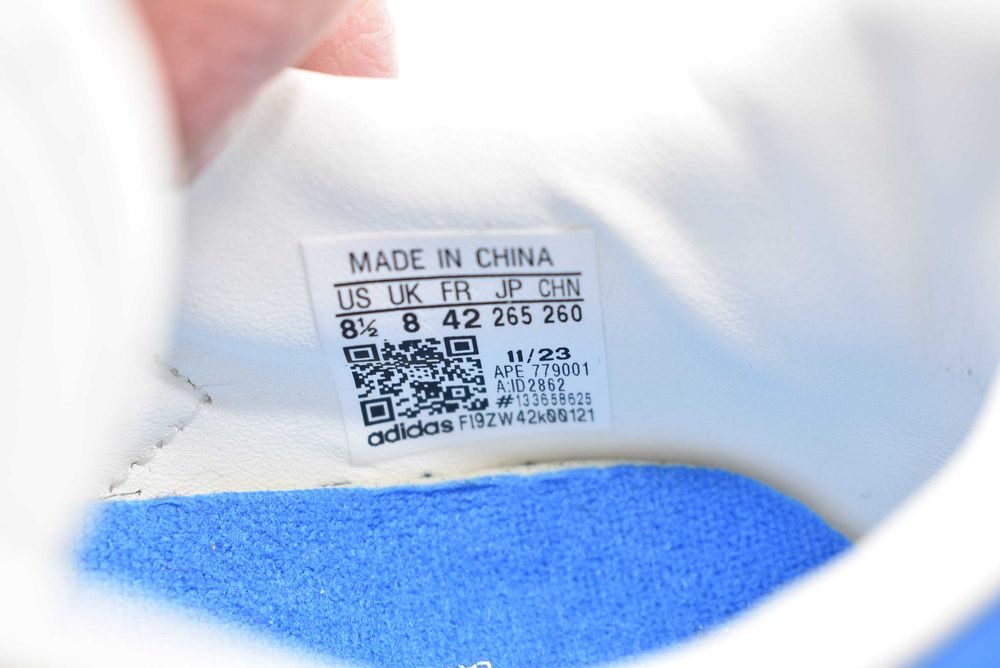 MADE IN CHINA
US UK FR JP CHN
8½ 8 42 265 260
11/23
APE 779001
A:ID2862
#133658625
adidas FI9ZW42k00121